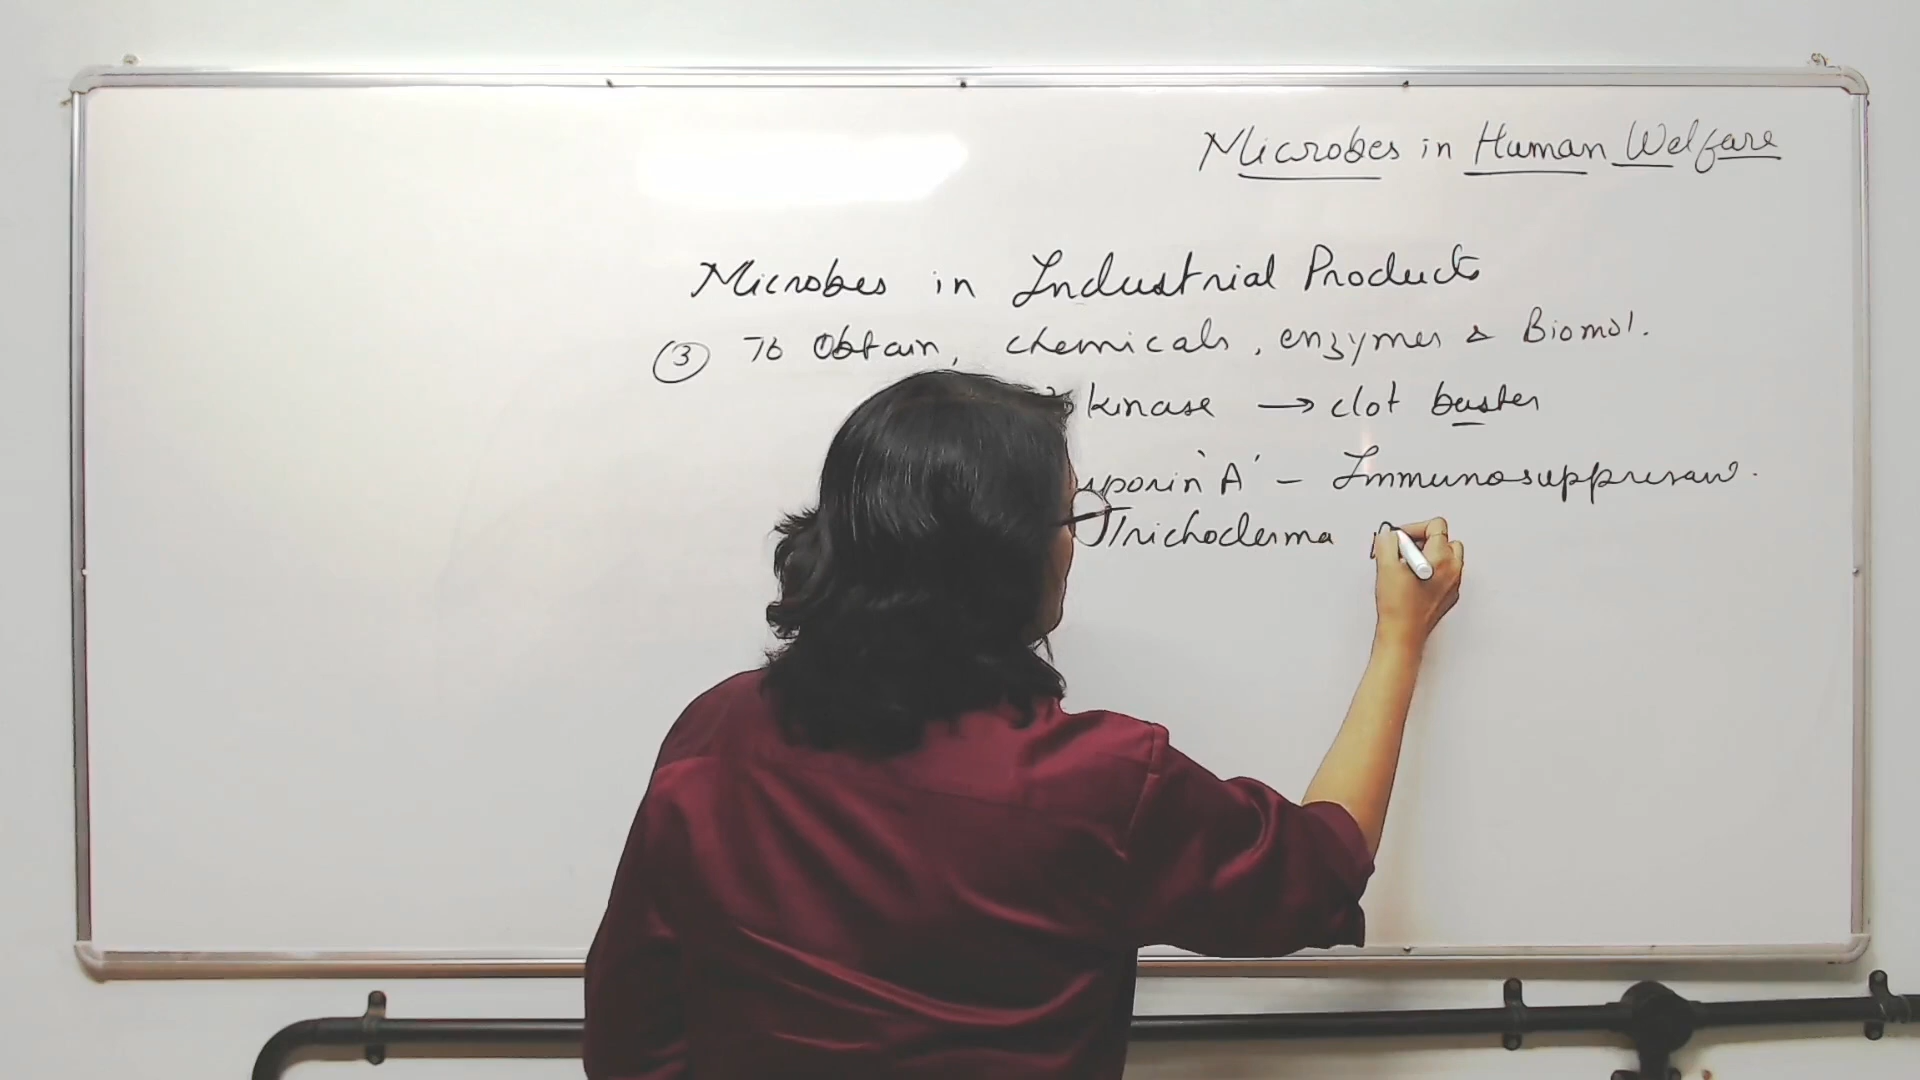 Microbes in Human Welfare
Microbes in Industrial Products
③ To Obtain, chemicals, enzymes & Biomol.
kinase → clot buster
sporin 'A' - Immunosuppressan.
Trichoderma